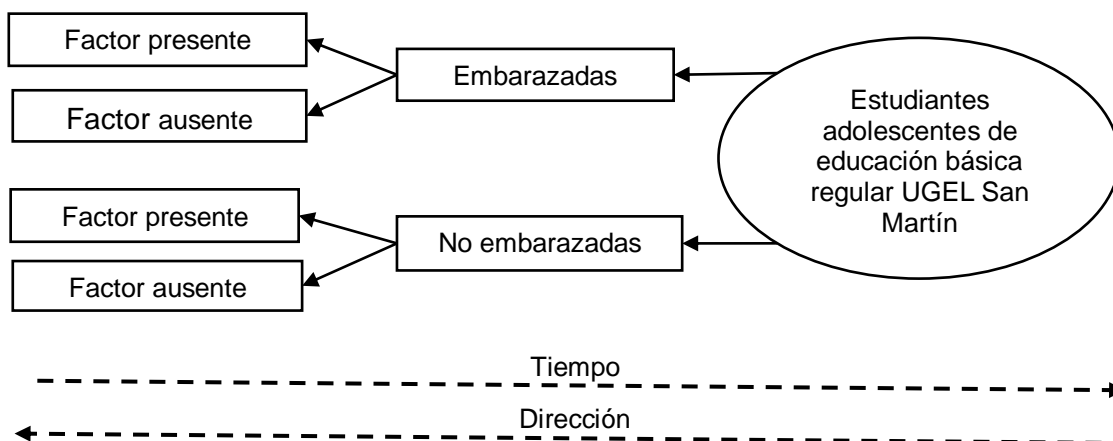 Factor presente
Factor ausente
Embarazadas
Estudiantes
adolescentes de
educación básica
regular UGEL San
Martín
Factor presente
Factor ausente
No embarazadas
Tiempo
Dirección